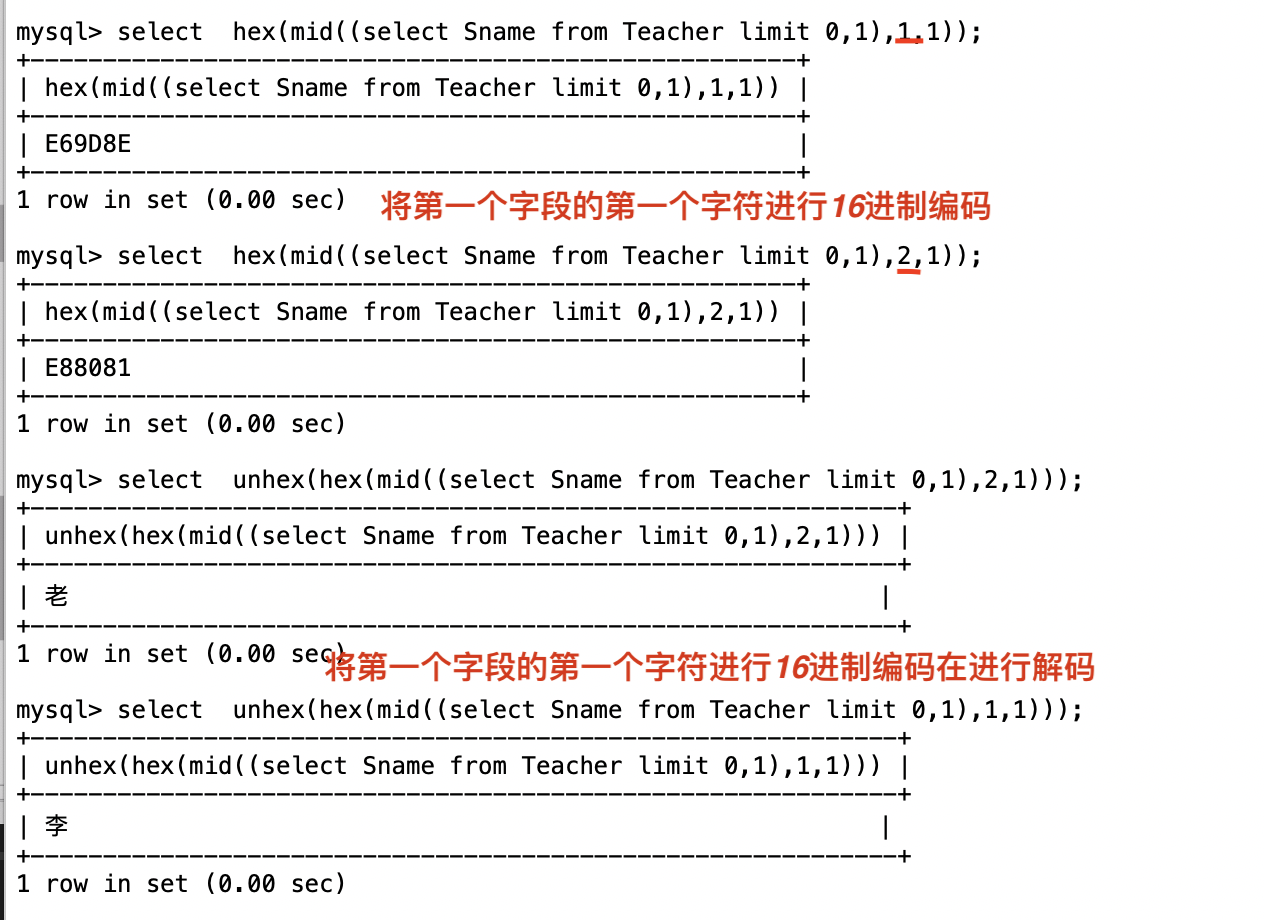 mysql> select  hex(mid((select Sname from Teacher limit 0,1),1,1));
+------------------------------------------------------+
| hex(mid((select Sname from Teacher limit 0,1),1,1)) |
+------------------------------------------------------+
| E69D8E                                               |
+------------------------------------------------------+
1 row in set (0.00 sec) 将第一个字段的第一个字符进行16进制编码
mysql> select  hex(mid((select Sname from Teacher limit 0,1),2,1));
+------------------------------------------------------+
| hex(mid((select Sname from Teacher limit 0,1),2,1)) |
+------------------------------------------------------+
| E88081                                               |
+------------------------------------------------------+
1 row in set (0.00 sec)
mysql> select  unhex(hex(mid((select Sname from Teacher limit 0,1),2,1)));
+-------------------------------------------------------------+
| unhex(hex(mid((select Sname from Teacher limit 0,1),2,1))) |
+-------------------------------------------------------------+
| 老                                                          |
+-------------------------------------------------------------+
1 row in set (0.00 sec)
将第一个字段的第一个字符进行16进制编码在进行解码
mysql> select  unhex(hex(mid((select Sname from Teacher limit 0,1),1,1)));
+-------------------------------------------------------------+
| unhex(hex(mid((select Sname from Teacher limit 0,1),1,1))) |
+-------------------------------------------------------------+
| 李                                                          |
+-------------------------------------------------------------+
1 row in set (0.00 sec)